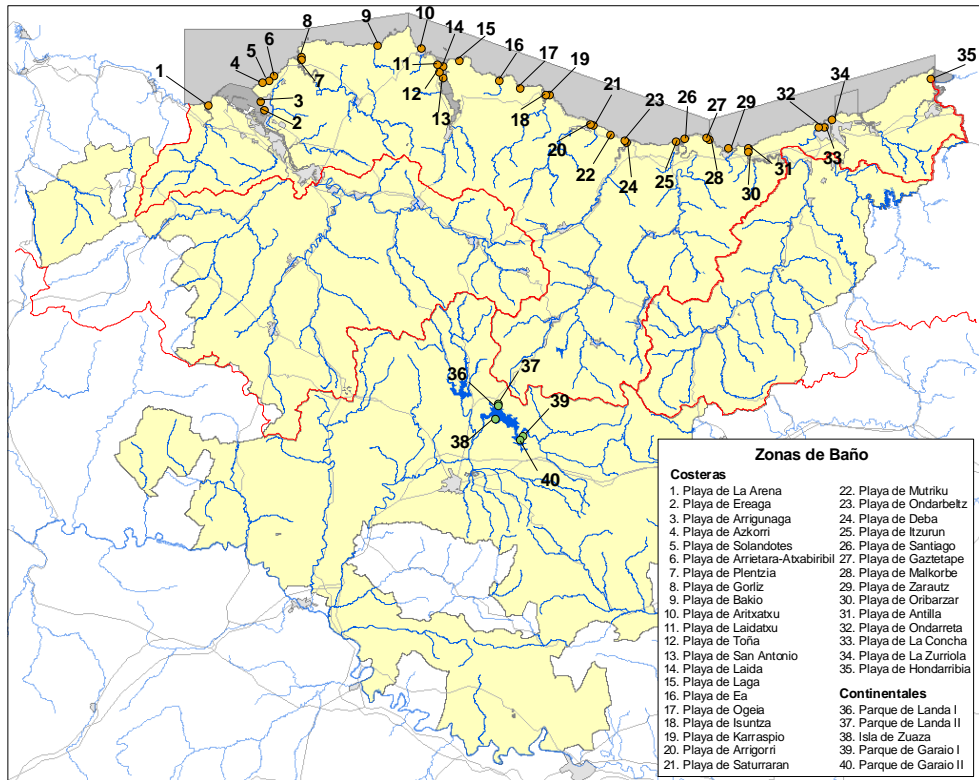 8
9
10
14
15
6
5
4
1
7
11
12
16
17
19
35
3
2
13
18
21
23
26
27
29
34
32
20
22
24
25
28
31
30
33
36
37
39
38
40
Zonas de Baño
Costeras
1. Playa de La Arena
2. Playa de Ereaga
3. Playa de Arrigunaga
4. Playa de Azkorri
5. Playa de Solandotes
6. Playa de Arrietara-Atxabiribil
7. Playa de Plentzia
8. Playa de Gorliz
9. Playa de Bakio
10. Playa de Aritxatxu
11. Playa de Laidatxu
12. Playa de Toña
13. Playa de San Antonio
14. Playa de Laida
15. Playa de Laga
16. Playa de Ea
17. Playa de Ogeia
18. Playa de Isuntza
19. Playa de Karraspio
20. Playa de Arrigorri
21. Playa de Saturraran
22. Playa de Mutriku
23. Playa de Ondarbeltz
24. Playa de Deba
25. Playa de Itzurun
26. Playa de Santiago
27. Playa de Gaztetape
28. Playa de Malkorbe
29. Playa de Zarautz
30. Playa de Oribarzar
31. Playa de Antilla
32. Playa de Ondarreta
33. Playa de La Concha
34. Playa de La Zurriola
35. Playa de Hondarribia
Continentales
36. Parque de Landa I
37. Parque de Landa II
38. Isla de Zuaza
39. Parque de Garaio I
40. Parque de Garaio II